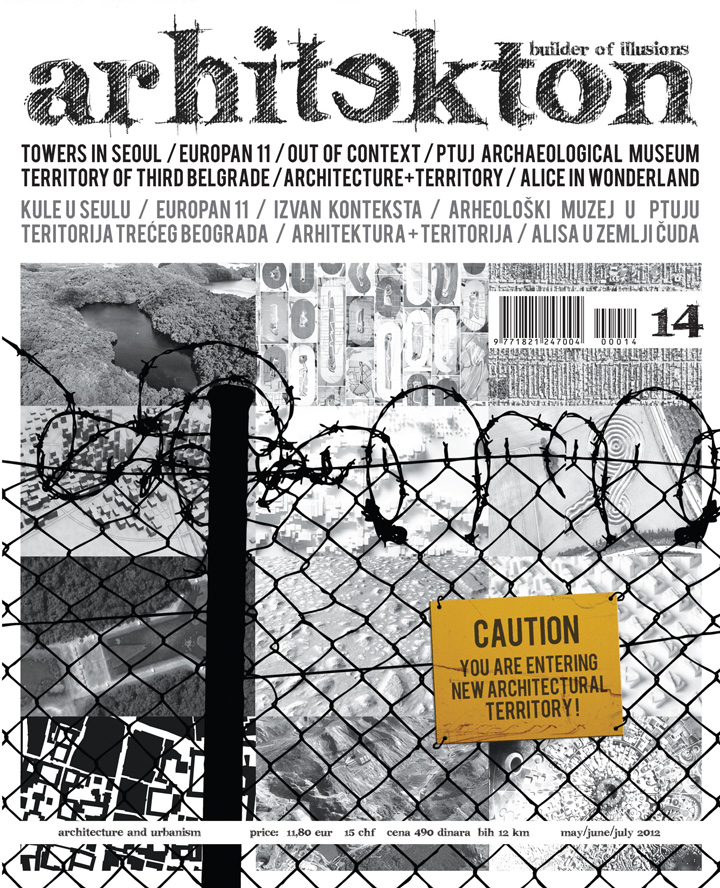 builder of illusions
arhitekton
TOWERS IN SEOUL / EUROPAN 11 / OUT OF CONTEXT / PTUJ ARCHAEOLOGICAL MUSEUM
TERRITORY OF THIRD BELGRADE / ARCHITECTURE+TERRITORY / ALICE IN WONDERLAND
KULE U SEULU / EUROPAN 11 / IZVAN KONTEKSTA / ARHEOLOŠKI MUZEJ U PTUJU
TERITORIJA TREĆEG BEOGRADA / ARHITEKTURA+TERITORIJA / ALISA U ZEMLJI ČUDA
14
9 771821 247004 00014
CAUTION
YOU ARE ENTERING
NEW ARCHITECTURAL
TERRITORY!
architecture and urbanism price: 11,80 eur 15 chf cena 490 dinara bih 12 km may/june/july 2012